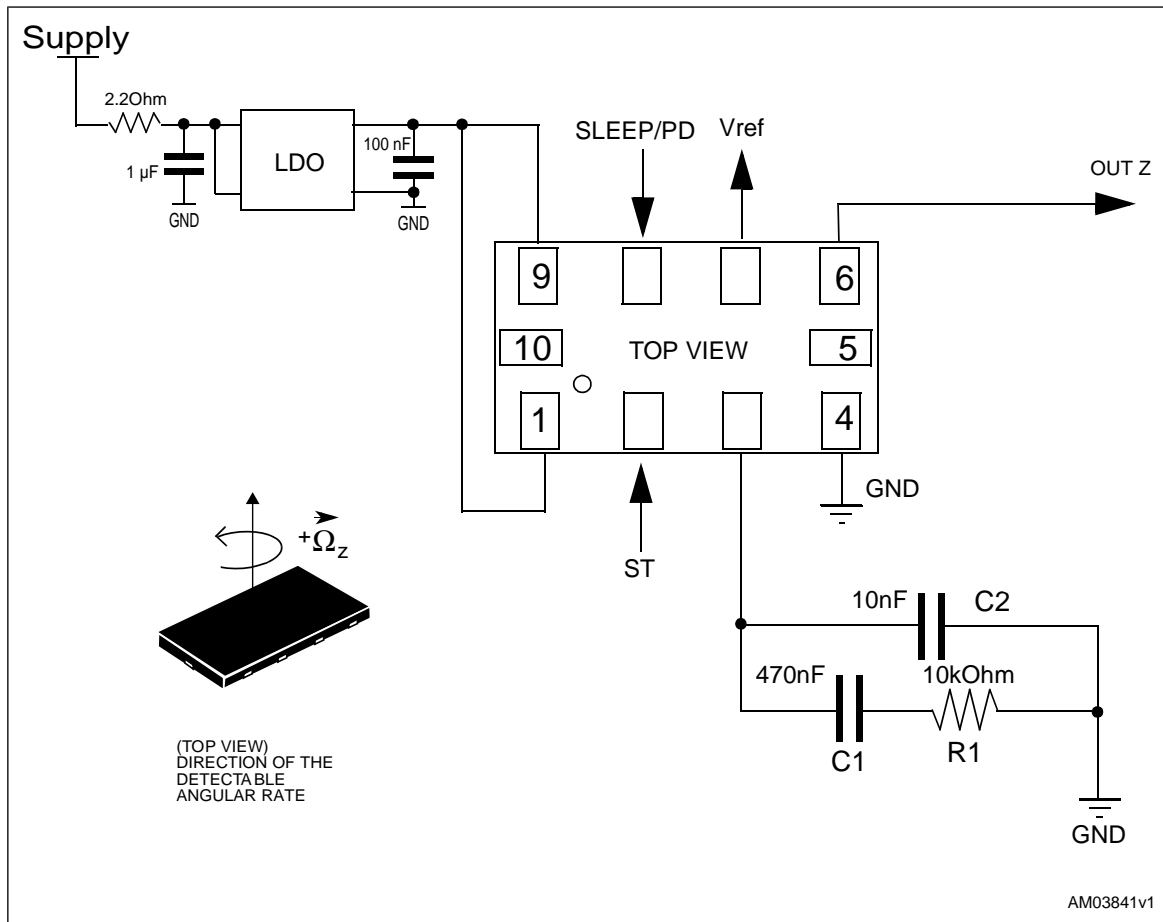 Supply
2.2Ohm
1 µF
GND
LDO
100 nF
GND
SLEEP/PD
Vref
OUT Z
9
6
10
TOP VIEW
5
1
4
GND
ST
+Ωz
10nF
C2
470nF
10kOhm
C1
R1
GND
(TOP VIEW)
DIRECTION OF THE
DETECTABLE
ANGULAR RATE
AM03841v1